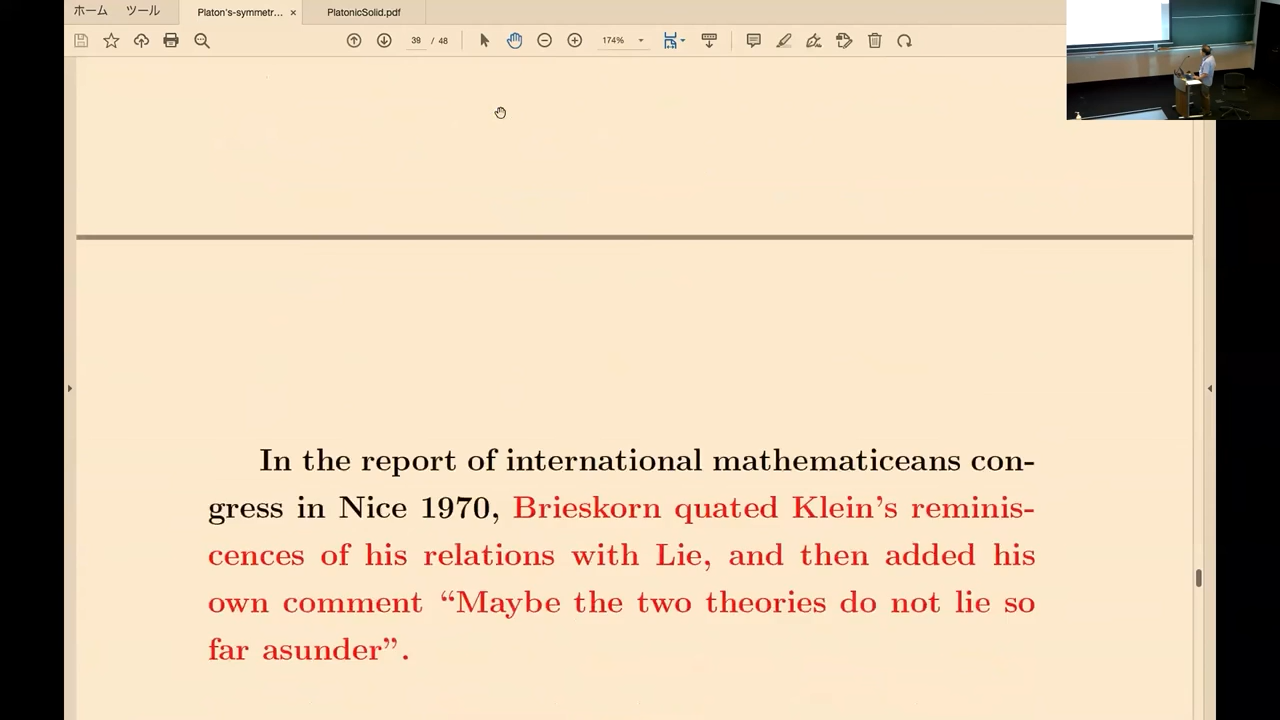 ホーム ツール Platon's-symmetr... × PlatonicSolid.pdf
39 / 48 174%
In the report of international mathematiceans con-
gress in Nice 1970, Brieskorn quated Klein's reminis-
cences of his relations with Lie, and then added his
own comment “Maybe the two theories do not lie so
far asunder”.